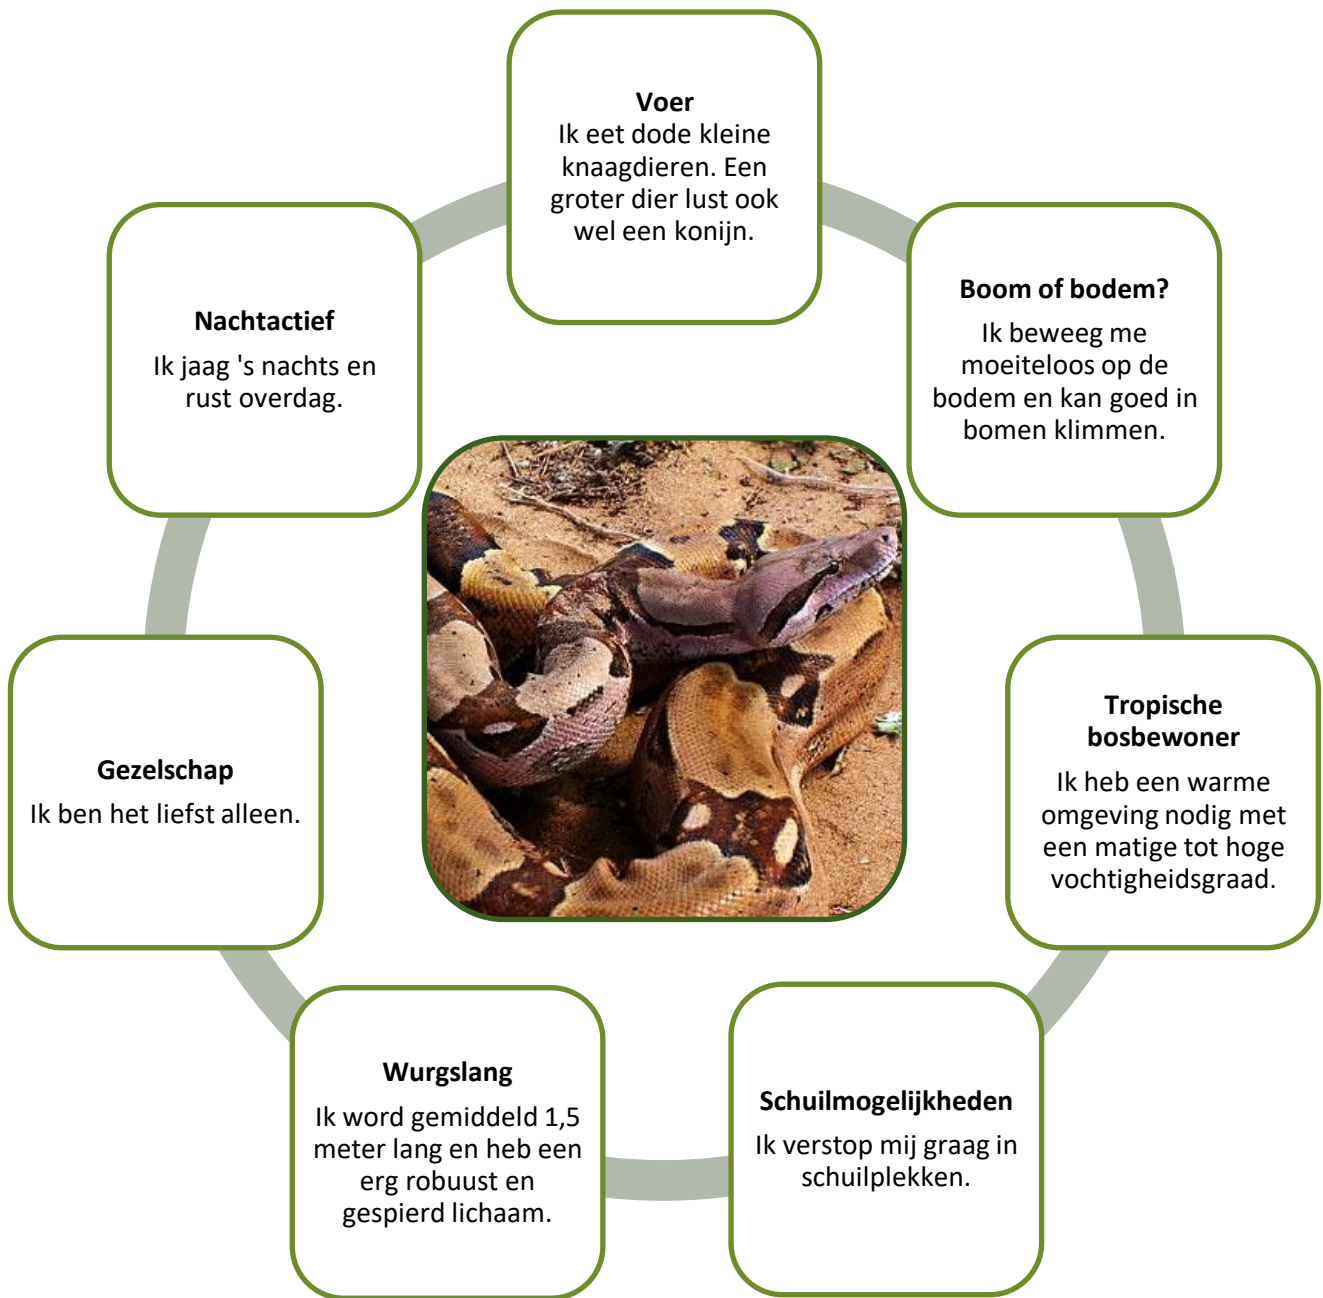 Voer
Ik eet dode kleine
knaagdieren. Een
groter dier lust ook
wel een konijn.
Boom of bodem?
Ik beweeg me
moeiteloos op de
bodem en kan goed in
bomen klimmen.
Tropische
bosbewoner
Ik heb een warme
omgeving nodig met
een matige tot hoge
vochtigheidsgraad.
Schuilmogelijkheden
Ik verstop mij graag in
schuilplekken.
Wurgslang
Ik word gemiddeld 1,5
meter lang en heb een
erg robuust en
gespierd lichaam.
Gezelschap
Ik ben het liefst alleen.
Nachtactief
Ik jaag 's nachts en
rust overdag.